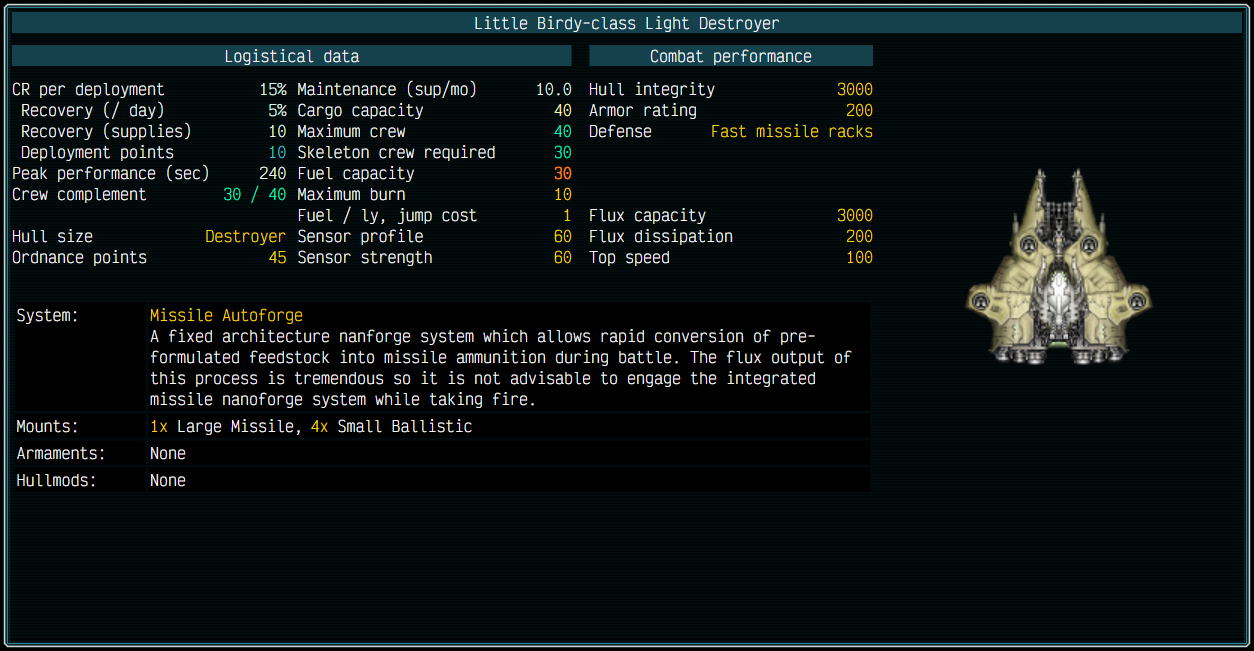 Little Birdy-class Light Destroyer
Logistical data Combat performance
CR per deployment 15% Maintenance (sup/mo) 10.0 Hull integrity 3000
Recovery (/ day) 5% Cargo capacity 40 Armor rating 200
Recovery (supplies) 10 Maximum crew 40 Defense Fast missile racks
Deployment points 10 Skeleton crew required 30
Peak performance (sec) 240 Fuel capacity 30
Crew complement 30 / 40 Maximum burn 10
Fuel / ly, jump cost 1 Flux capacity 3000
Hull size Destroyer Sensor profile 60 Flux dissipation 200
Ordnance points 45 Sensor strength 60 Top speed 100
System: Missile Autoforge
A fixed architecture nanforge system which allows rapid conversion of pre-
formulated feedstock into missile ammunition during battle. The flux output of
this process is tremendous so it is not advisable to engage the integrated
missile nanoforge system while taking fire.
Mounts: 1x Large Missile, 4x Small Ballistic
Armaments: None
Hullmods: None